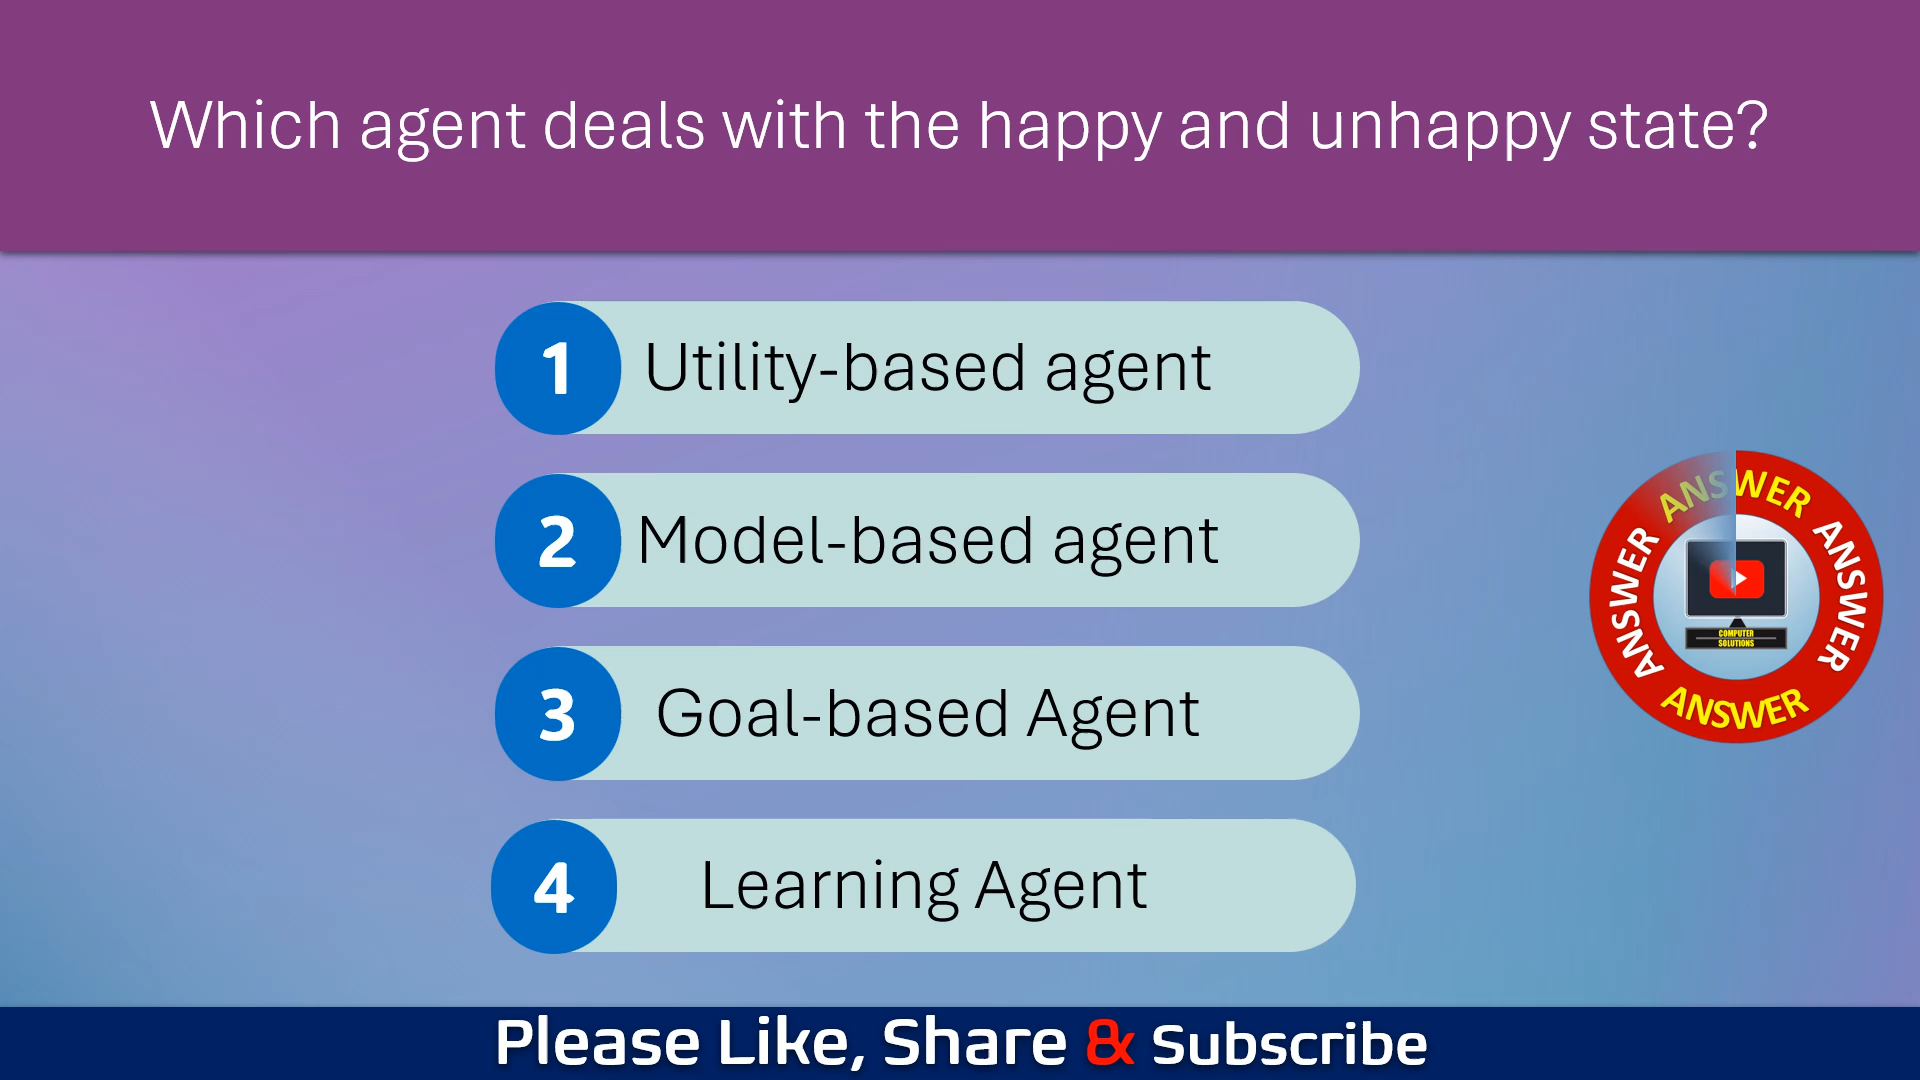 Which agent deals with the happy and unhappy state?
1 Utility-based agent
2 Model-based agent
3 Goal-based Agent
4 Learning Agent
ANSWER
ANSWER
ANSWER
ANSWER
COMPUTER
SOLUTIONS
Please Like, Share & Subscribe